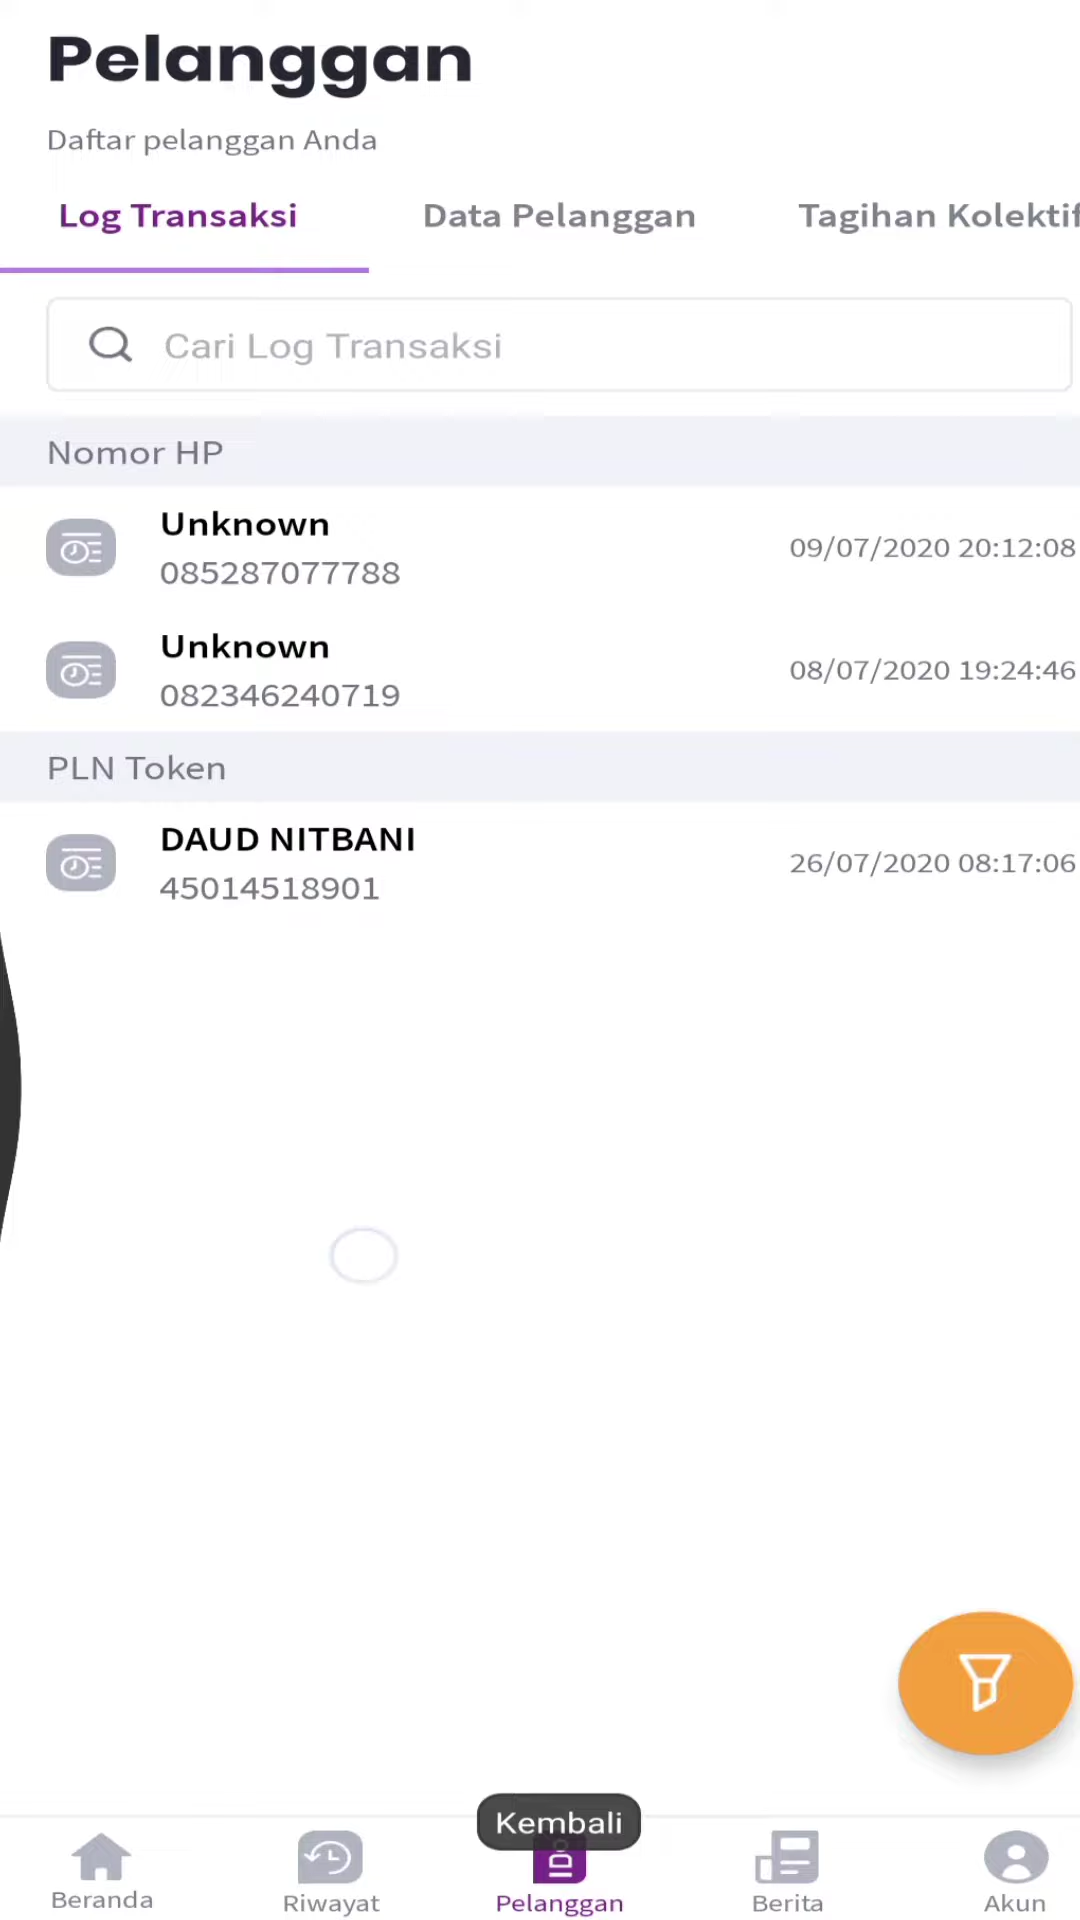 Pelanggan
Daftar pelanggan Anda
Log Transaksi Data Pelanggan Tagihan Kolektif
Cari Log Transaksi
Nomor HP
Unknown
085287077788
09/07/2020 20:12:08
Unknown
082346240719
08/07/2020 19:24:46
PLN Token
DAUD NITBANI
45014518901
26/07/2020 08:17:06
Kembali
Beranda Riwayat Pelanggan Berita Akun